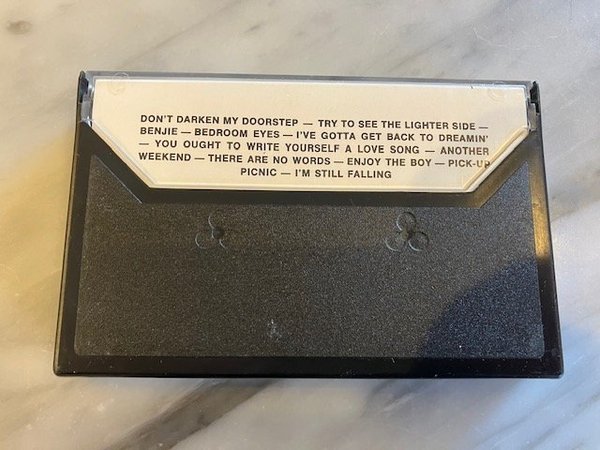 DON'T DARKEN MY DOORSTEP — TRY TO SEE THE LIGHTER SIDE —
BENJIE — BEDROOM EYES — I'VE GOTTA GET BACK TO DREAMIN'
— YOU OUGHT TO WRITE YOURSELF A LOVE SONG — ANOTHER
WEEKEND — THERE ARE NO WORDS — ENJOY THE BOY — PICK-UP
PICNIC — I'M STILL FALLING